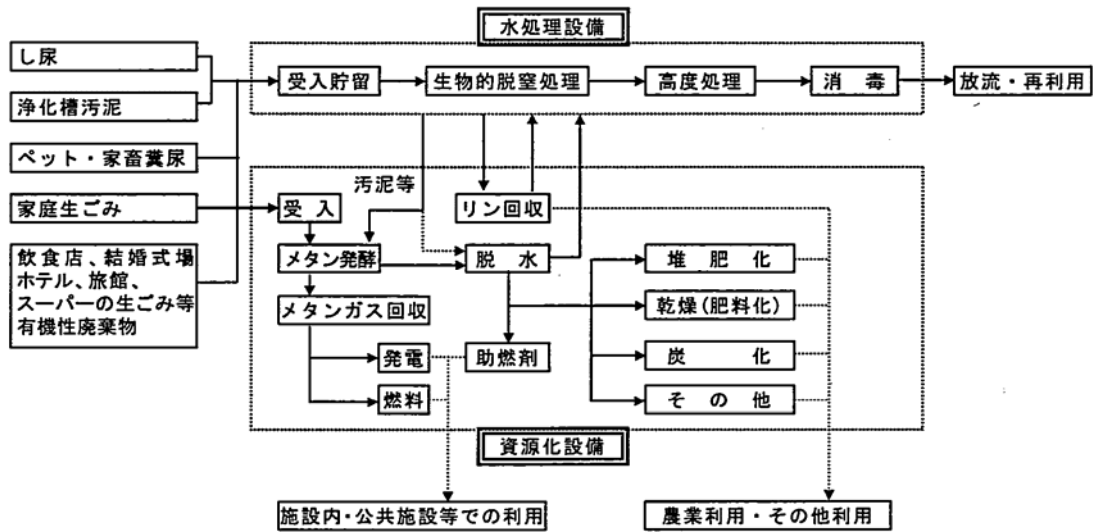 水処理設備
し尿
浄化槽汚泥
ペット・家畜糞尿
家庭生ごみ
飲食店、結婚式場
ホテル、旅館、
スーパーの生ごみ等
有機性廃棄物
受入貯留
生物的脱窒処理
高度処理
消毒
放流・再利用
汚泥等
受入
リン回収
メタン発酵
脱水
メタンガス回収
発電
燃料
助燃剤
堆肥化
乾燥(肥料化)
炭化
その他
資源化設備
施設内・公共施設等での利用
農業利用・その他利用